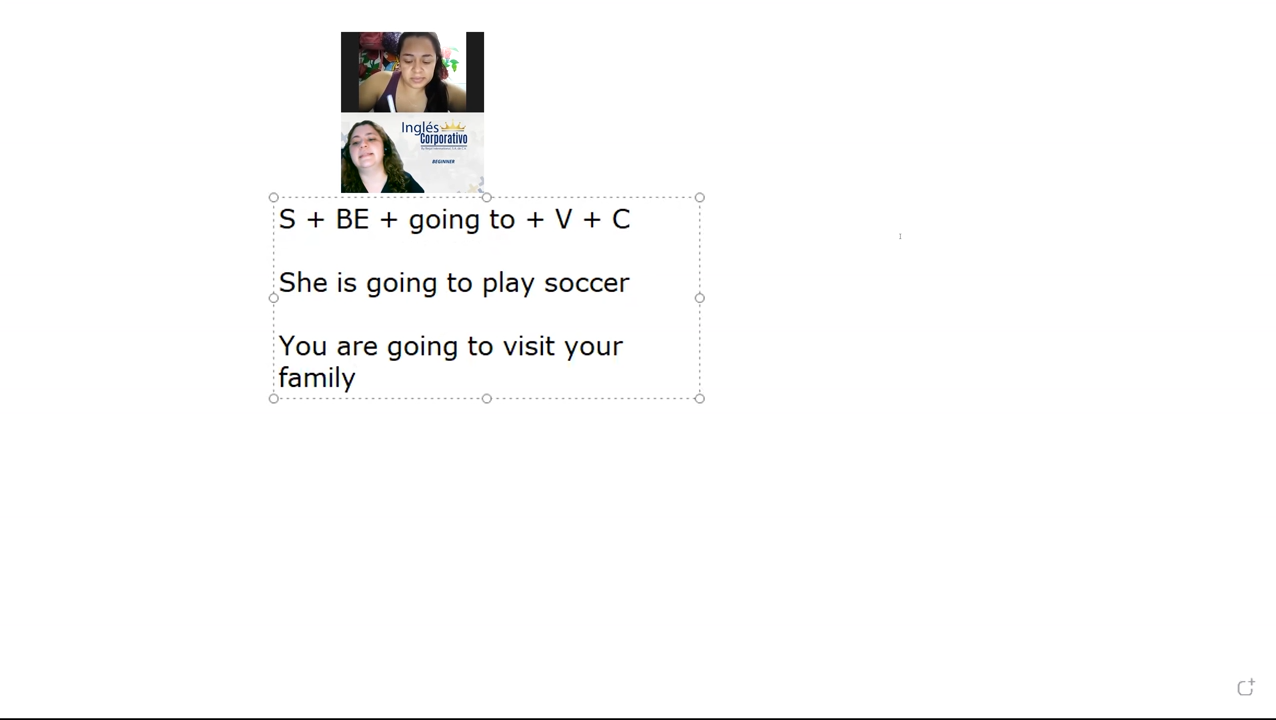 Inglés
Corporativo
BEGINNER
S + BE + going to + V + C
She is going to play soccer
You are going to visit your
family